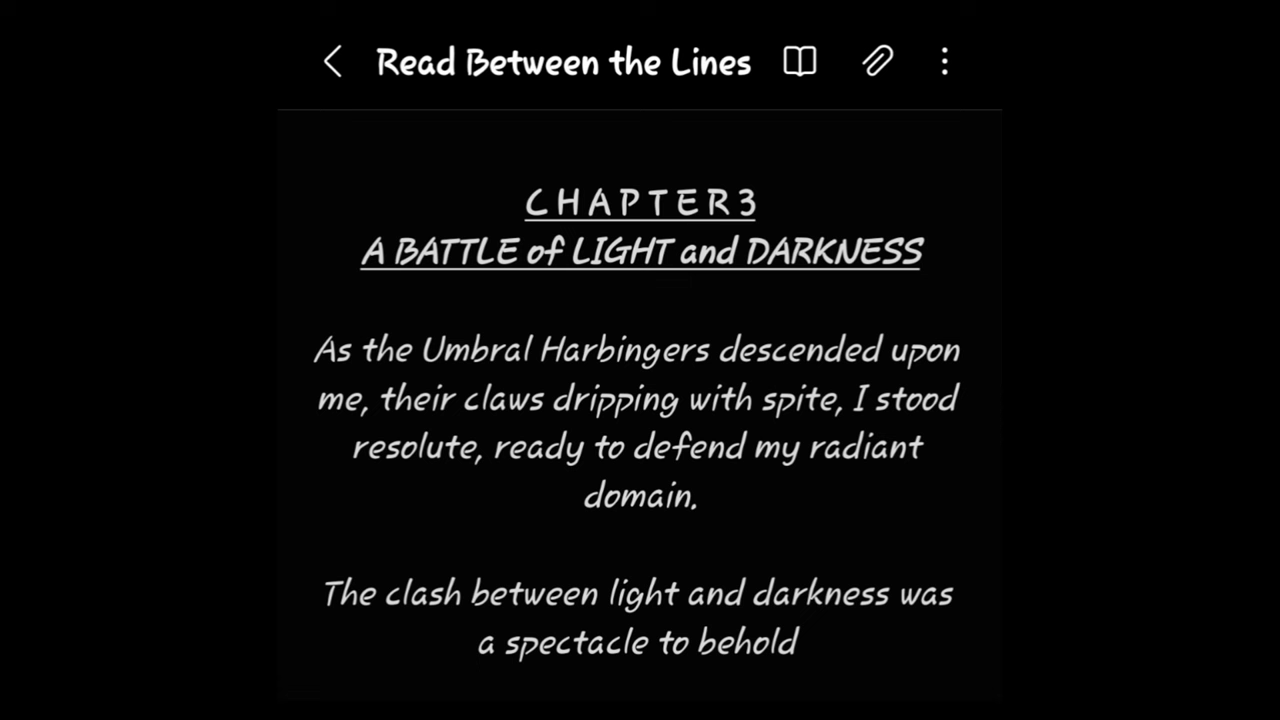 Read Between the Lines
CHAPTER 3
A BATTLE of LIGHT and DARKNESS
As the Umbral Harbingers descended upon
me, their claws dripping with spite, I stood
resolute, ready to defend my radiant
domain.
The clash between light and darkness was
a spectacle to behold